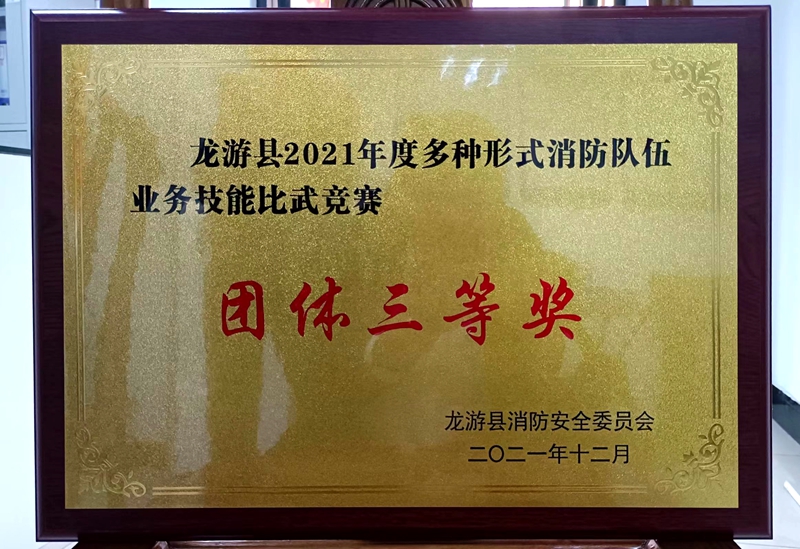 龙游县2021年度多种形式消防队伍
业务技能比武竞赛
团体三等奖
龙游县消防安全委员会
二〇二一年十二月